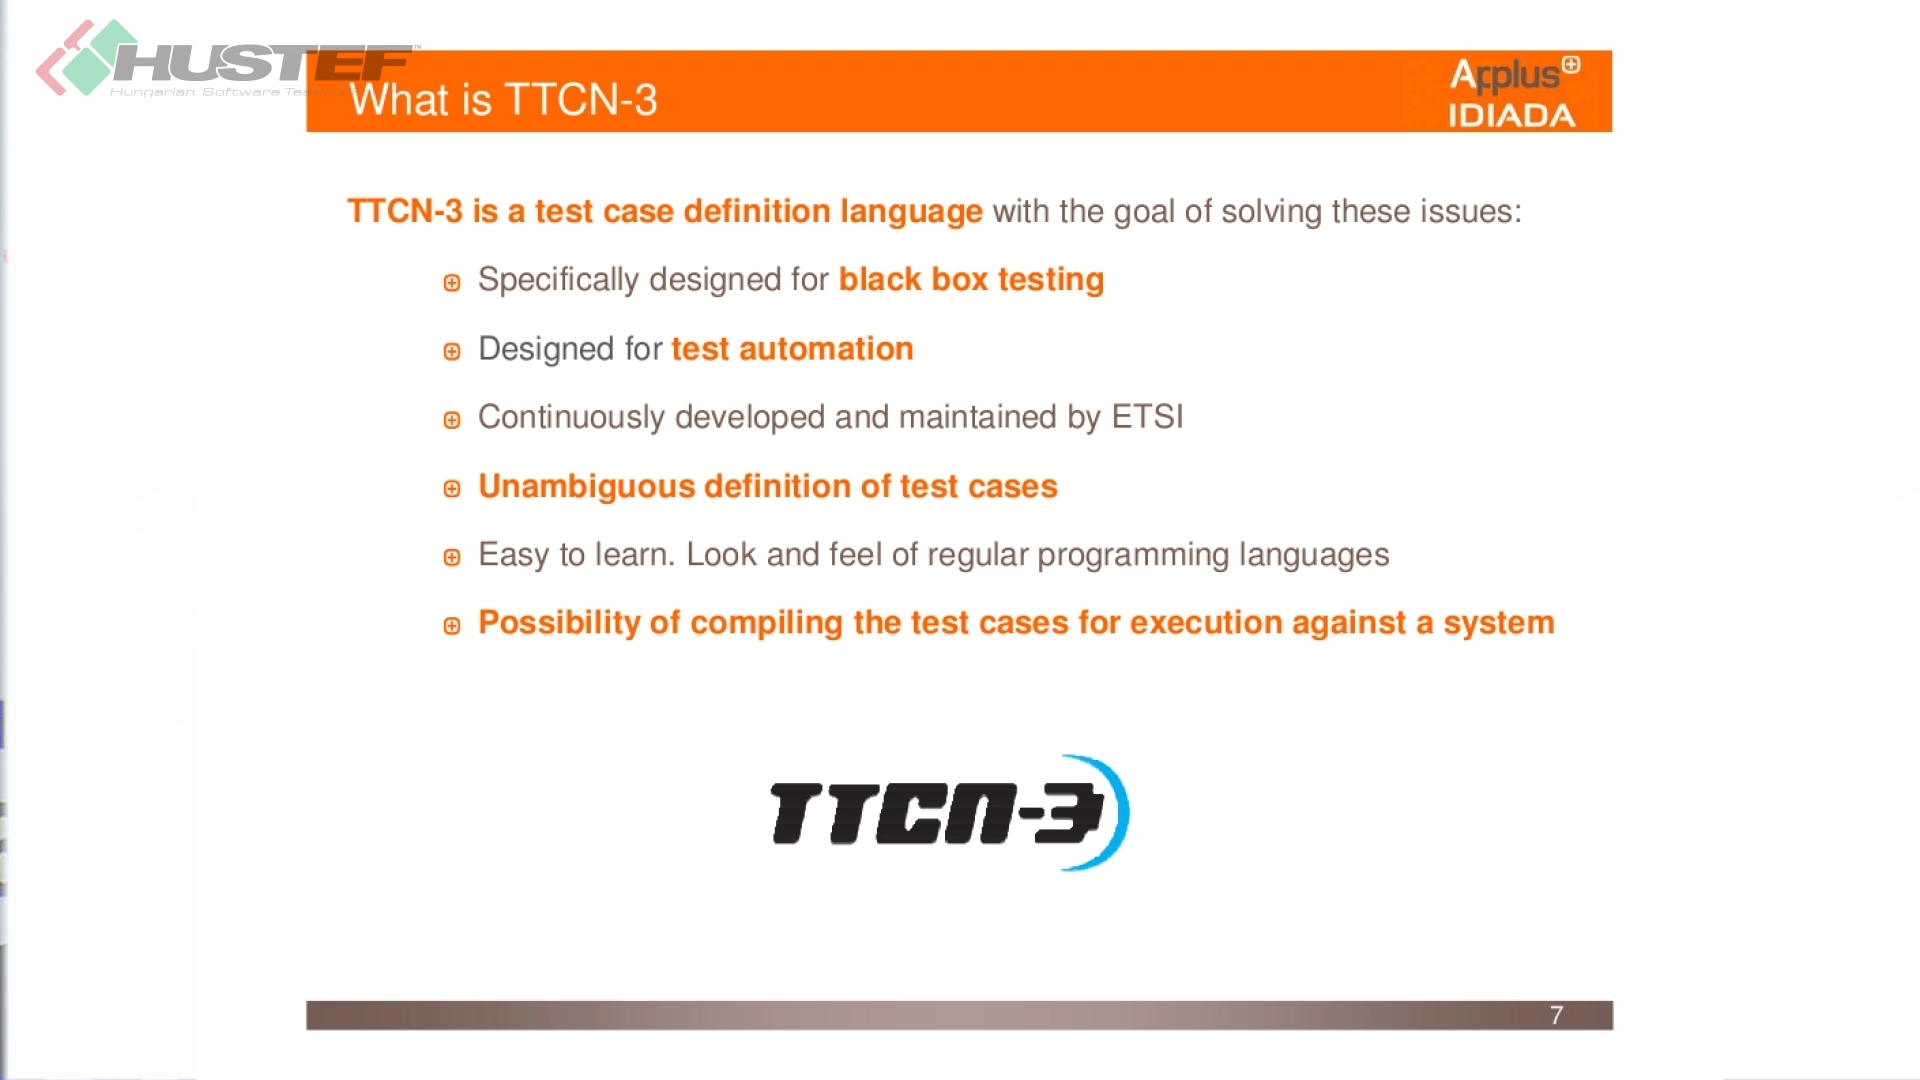 HUSTEF™
Hungarian Software
What is TTCN-3
Applus+
IDIADA
TTCN-3 is a test case definition language with the goal of solving these issues:
Specifically designed for black box testing
Designed for test automation
Continuously developed and maintained by ETSI
Unambiguous definition of test cases
Easy to learn. Look and feel of regular programming languages
Possibility of compiling the test cases for execution against a system
TTCN-3
7